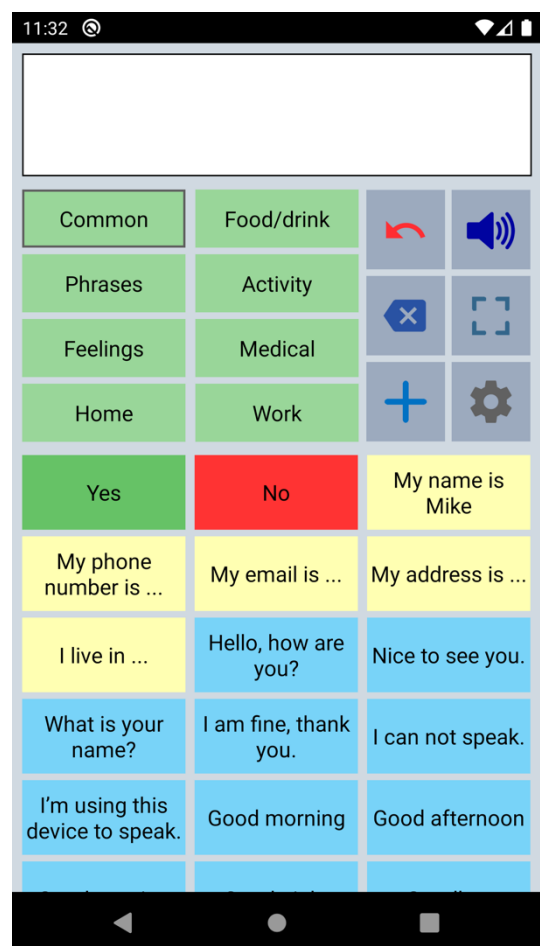 11:32
Common
Food/drink
Phrases
Activity
Feelings
Medical
Home
Work
Yes
No
My name is
Mike
My phone
number is ...
My email is ...
My address is ...
I live in ...
Hello, how are
you?
Nice to see you.
What is your
name?
I am fine, thank
you.
I can not speak.
I’m using this
device to speak.
Good morning
Good afternoon